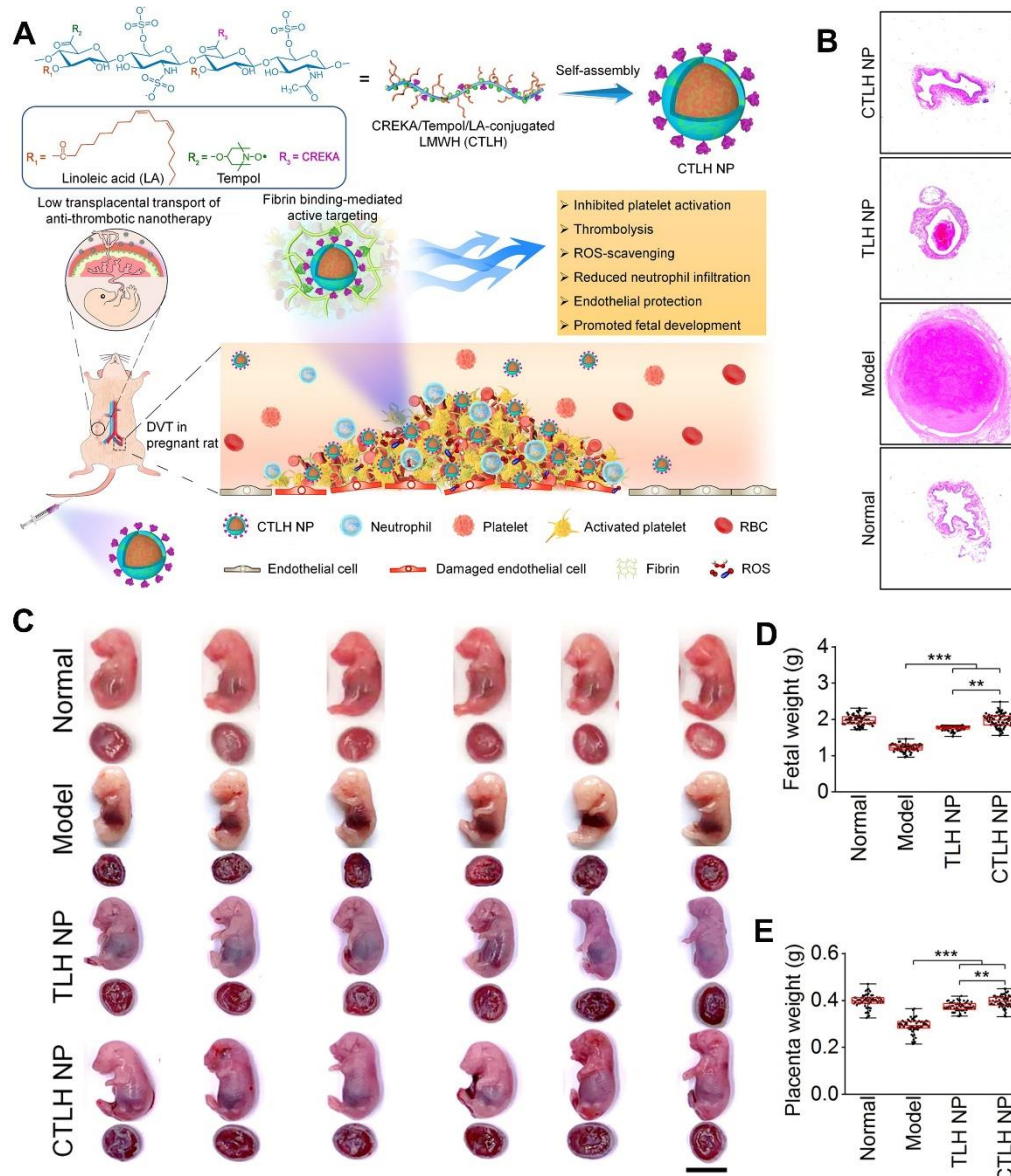 A
R₂
O
O⁻
O=S=O
O
R₃
O
O⁻
O=S=O
O
O
R₁
OH
NH
O=S=O
O⁻
O
R₁
OH
HO
NH
H₃C
O
=
CREKA/Tempol/LA-conjugated
LMWH (CTLH)
Self-assembly
CTLH NP
R₁ =
O
Linoleic acid (LA)
R₂ = -O
N-O•
Tempol
R₃ = CREKA
Low transplacental transport of
anti-thrombotic nanotherapy
Fibrin binding-mediated
active targeting
➢ Inhibited platelet activation
➢ Thrombolysis
➢ ROS-scavenging
➢ Reduced neutrophil infiltration
➢ Endothelial protection
➢ Promoted fetal development
DVT in
pregnant rat
CTLH NP
Neutrophil
Platelet
Activated platelet
RBC
Endothelial cell
Damaged endothelial cell
Fibrin
ROS
B
CTLH NP
TLH NP
Model
Normal
C
Normal
Model
TLH NP
CTLH NP
D
Fetal weight (g)
4
3
2
1
0
***
**
Normal
Model
TLH NP
CTLH NP
E
Placenta weight (g)
0.6
0.4
0.2
0.0
***
**
Normal
Model
TLH NP
CTLH NP